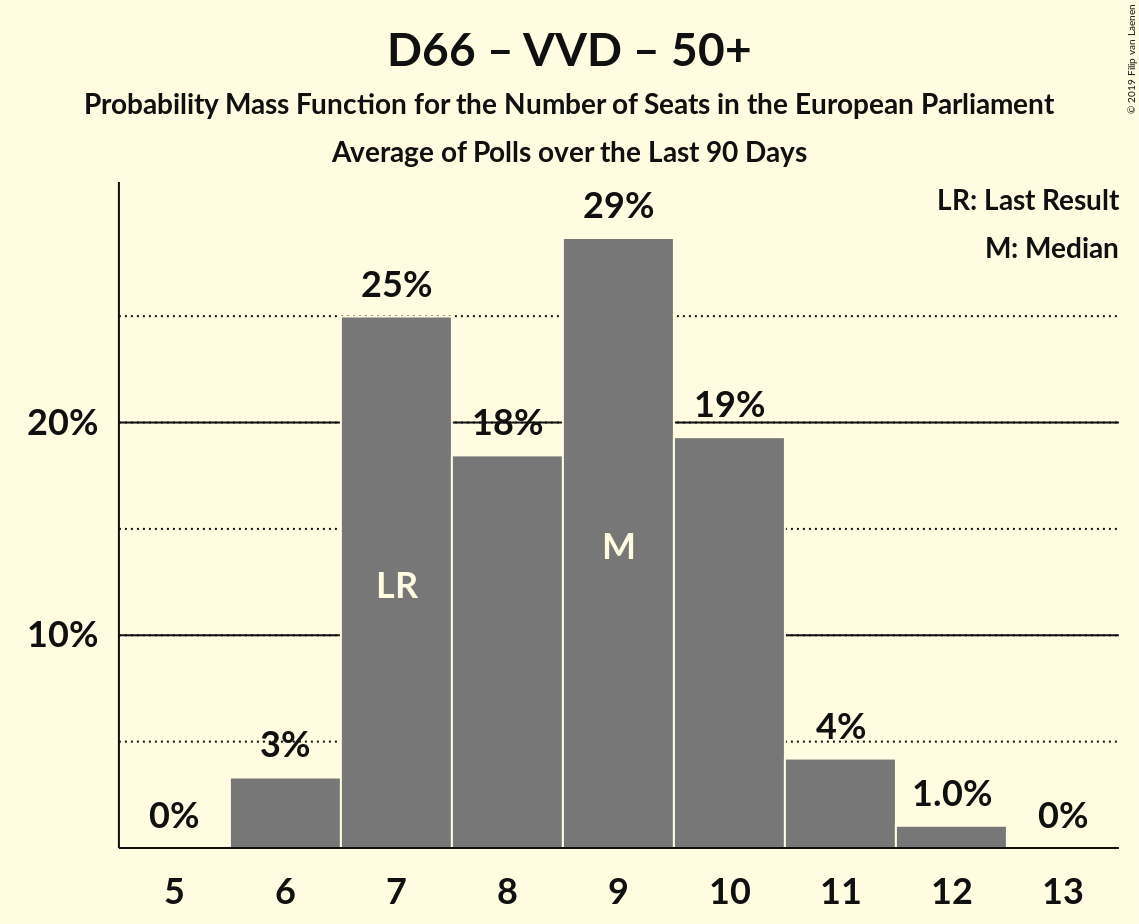 D66 – VVD – 50+
Probability Mass Function for the Number of Seats in the European Parliament
Average of Polls over the Last 90 Days
© 2019 Filip van Laenen
LR: Last Result
M: Median
29%
25%
19%
18%
20%
M
LR
10%
4%
3%
1.0%
0%
0%
5 6 7 8 9 10 11 12 13